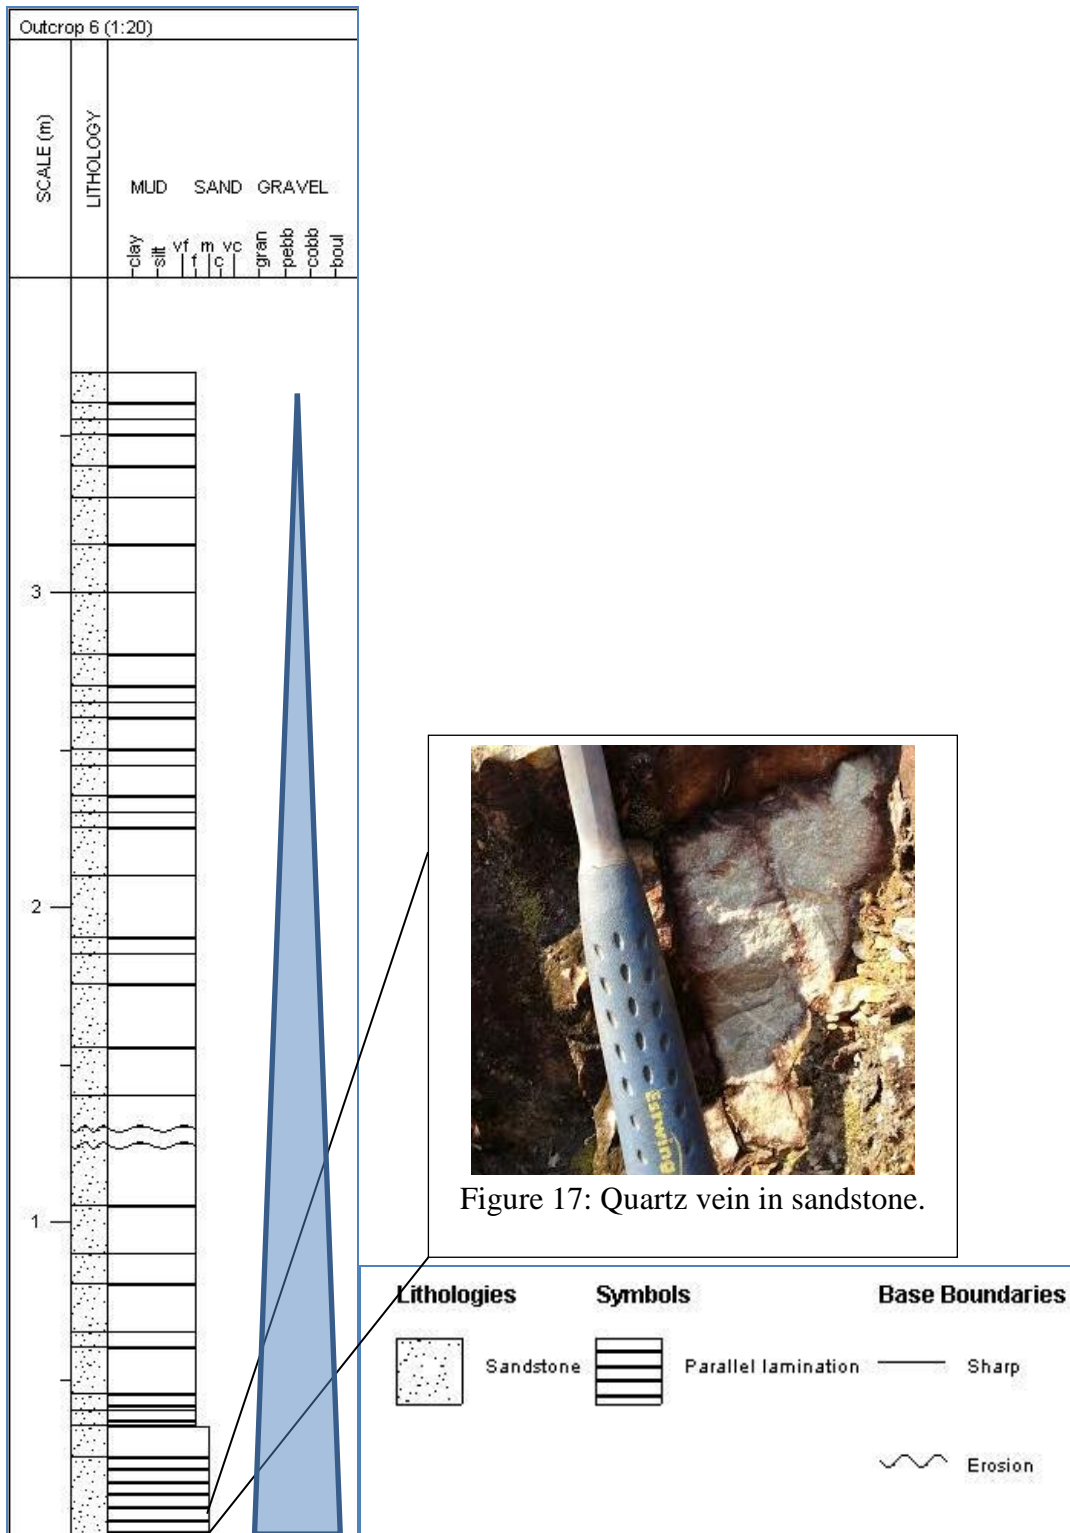 Outcrop 6 (1:20)
SCALE (m)
LITHOLOGY
MUD SAND GRAVEL
clay silt vf f m c vc gran pebb cobb boul
3
2
1
Estwing
Figure 17: Quartz vein in sandstone.
Lithologies Symbols Base Boundaries
Sandstone Parallel lamination Sharp
Erosion